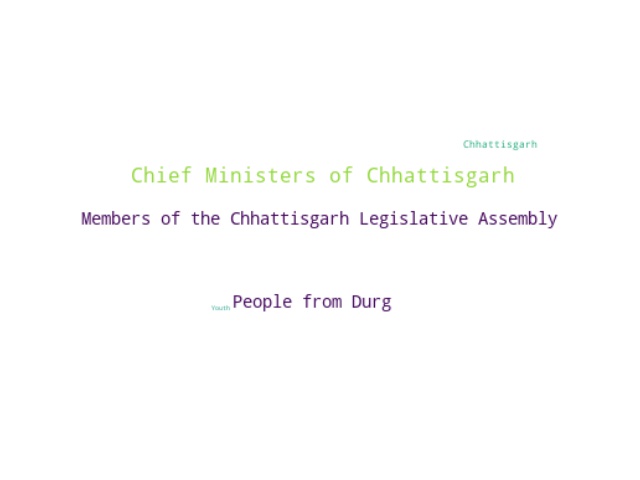 Chhattisgarh
Chief Ministers of Chhattisgarh
Members of the Chhattisgarh Legislative Assembly
Youth People from Durg